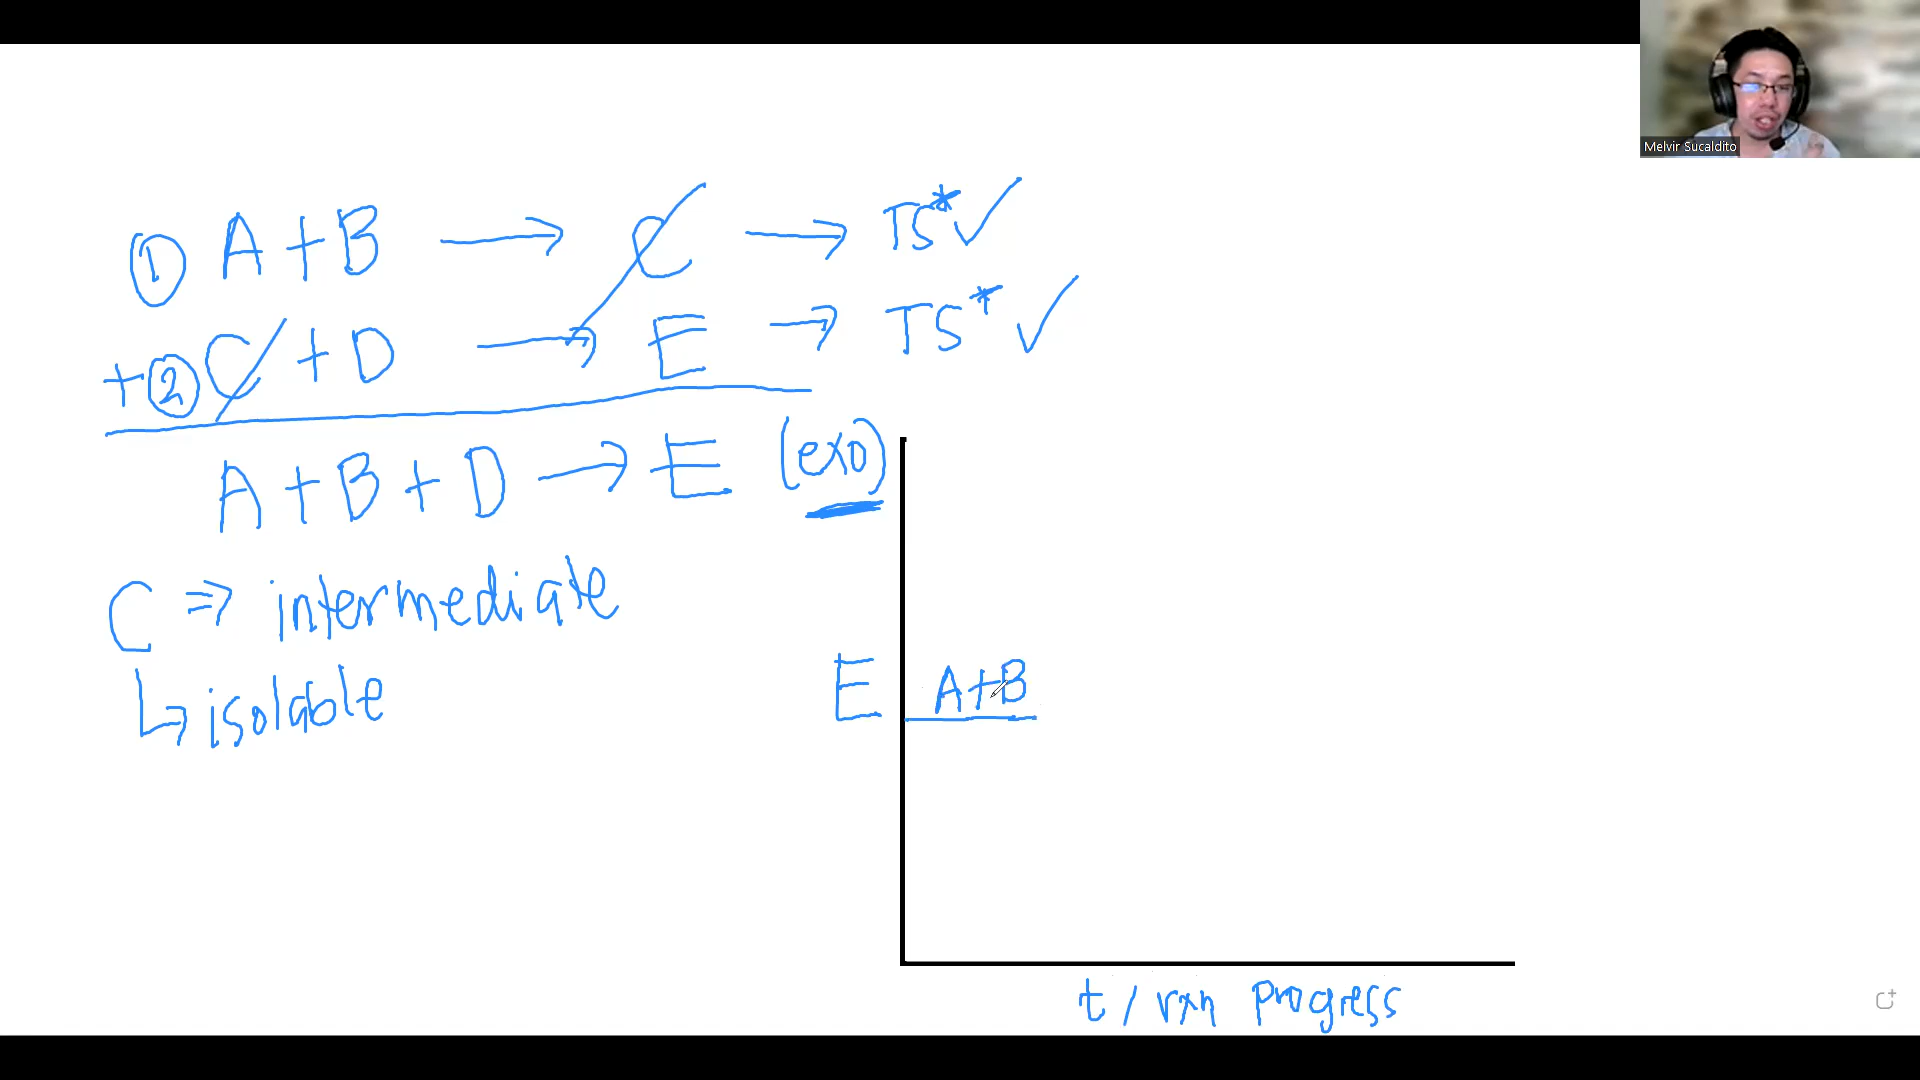 Melvir Sucaldito
① A + B → C → TS* ✓
+ ② C + D → E → TS* ✓
A + B + D → E (exo)
C ⇒ intermediate
↳ isolable
E
A+B
t / rxn progress